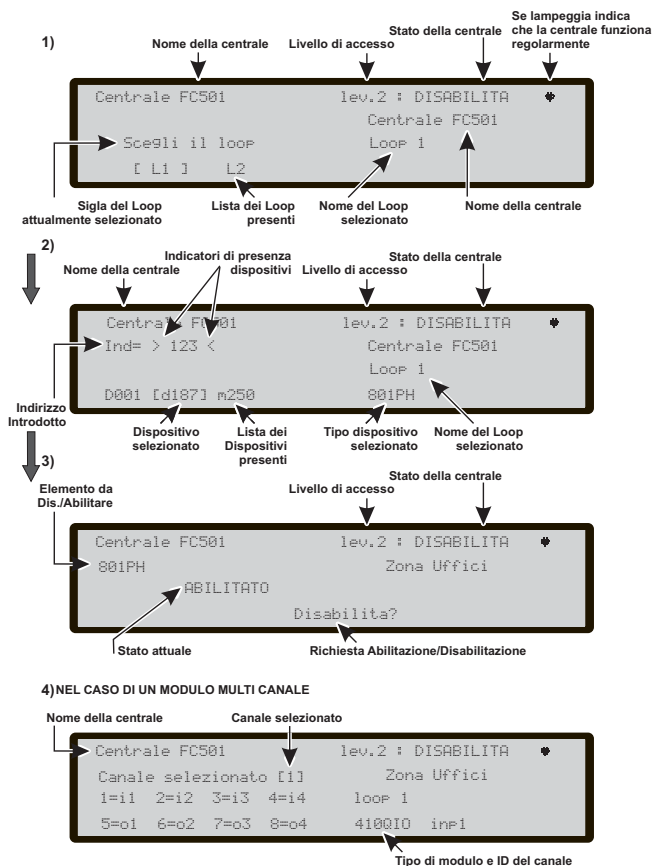 1)
Nome della centrale
Livello di accesso
Stato della centrale
Se lampeggia indica
che la centrale funziona
regolarmente
Centrale FC501 lev.2 : DISABILITA
Centrale FC501
Scegli il loop Loop 1
[ L1 ] L2
Sigla del Loop
attualmente selezionato
Lista dei Loop
presenti
Nome del Loop
selezionato
Nome della centrale
2)
Nome della centrale
Indicatori di presenza
dispositivi
Livello di accesso
Stato della centrale
Centrale FC501 lev.2 : DISABILITA
Ind= > 123 < Centrale FC501
Loop 1
D001 [d187] m250 801PH
Indirizzo
Introdotto
Dispositivo
selezionato
Lista dei
Dispositivi
presenti
Tipo dispositivo
selezionato
Nome del Loop
selezionato
3)
Elemento da
Dis./Abilitare
Livello di accesso
Stato della centrale
Centrale FC501 lev.2 : DISABILITA
801PH Zona Uffici
ABILITATO
Disabilita?
Stato attuale
Richiesta Abilitazione/Disabilitazione
4) NEL CASO DI UN MODULO MULTI CANALE
Nome della centrale
Canale selezionato
Centrale FC501 lev.2 : DISABILITA
Canale selezionato [1] Zona Uffici
1=i1 2=i2 3=i3 4=i4 loop 1
5=o1 6=o2 7=o3 8=o4 410QIO inp1
Tipo di modulo e ID del canale